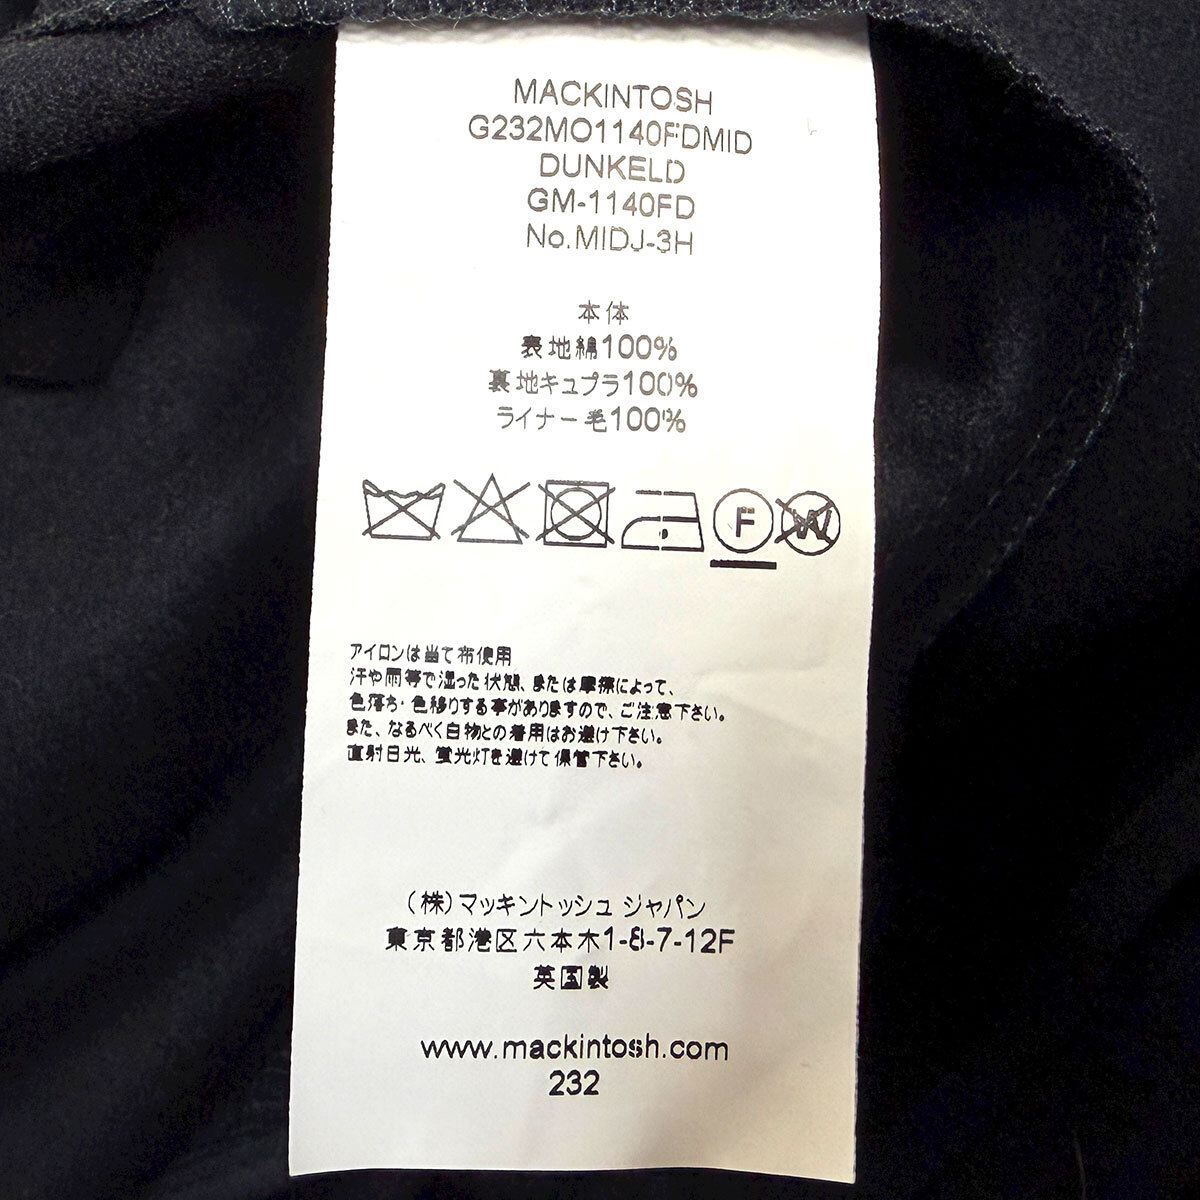 MACKINTOSH
G232MO1140FDMID
DUNKELD
GM-1140FD
No.MIDJ-3H
本体
表地綿100%
裏地キュプラ100%
ライナー毛100%
F W
アイロンは当て布使用
汗や雨等で湿った状態、または摩擦によって、
色落ち・色移りする事がありますので、ご注意下さい。
また、なるべく白物との着用はお避け下さい。
直射日光、蛍光灯を避けて保管下さい。
(株)マッキントッシュ ジャパン
東京都港区六本木1-8-7-12F
英国製
www.mackintosh.com
232